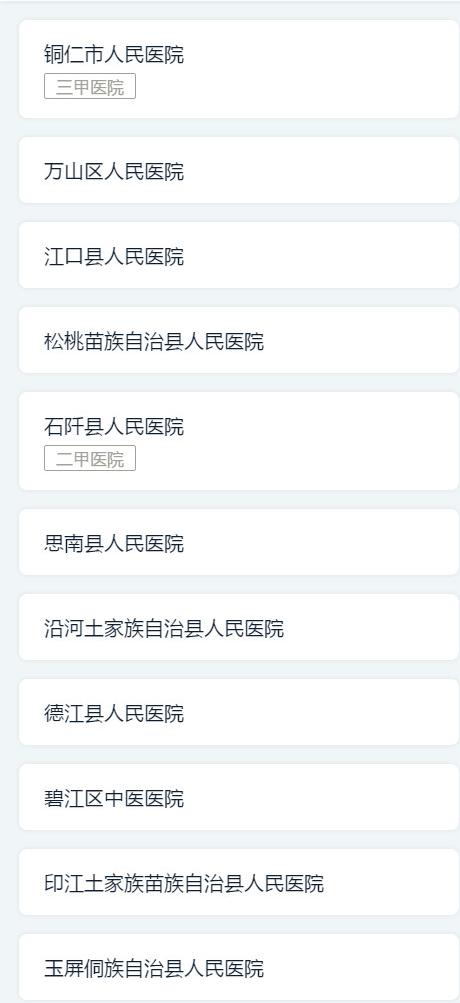 铜仁市人民医院
三甲医院
万山区人民医院
江口县人民医院
松桃苗族自治县人民医院
石阡县人民医院
二甲医院
思南县人民医院
沿河土家族自治县人民医院
德江县人民医院
碧江区中医医院
印江土家族苗族自治县人民医院
玉屏侗族自治县人民医院